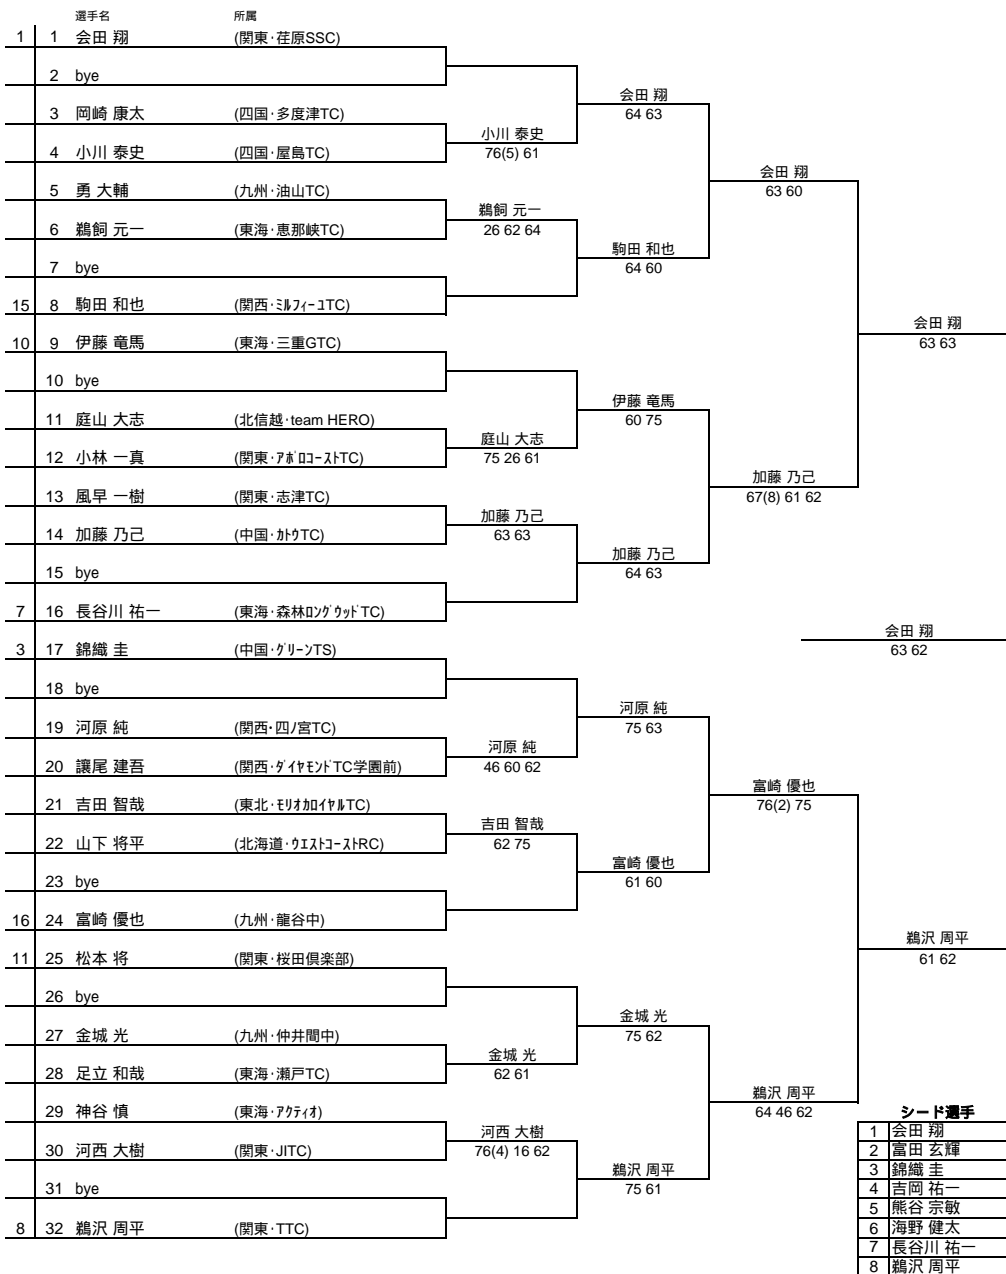 選手名 所属
1 1 会田 翔 (関東･荏原SSC)
2 bye
会田 翔
64 63
3 岡崎 康太 (四国･多度津TC)
小川 泰史
76(5) 61
4 小川 泰史 (四国･屋島TC)
会田 翔
63 60
5 勇 大輔 (九州･油山TC)
鵜飼 元一
26 62 64
6 鵜飼 元一 (東海･恵那峡TC)
駒田 和也
64 60
7 bye
15 8 駒田 和也 (関西･ミルフィーユTC)
会田 翔
63 63
10 9 伊藤 竜馬 (東海･三重GTC)
10 bye
伊藤 竜馬
60 75
11 庭山 大志 (北信越･team HERO)
庭山 大志
75 26 61
12 小林 一真 (関東･アポロコーストTC)
加藤 乃己
67(8) 61 62
13 風早 一樹 (関東･志津TC)
加藤 乃己
63 63
14 加藤 乃己 (中国･カトウTC)
加藤 乃己
64 63
15 bye
7 16 長谷川 祐一 (東海･森林ロングウッドTC)
会田 翔
63 62
3 17 錦織 圭 (中国･グリーンTS)
18 bye
河原 純
75 63
19 河原 純 (関西･四ノ宮TC)
河原 純
46 60 62
20 譲尾 建吾 (関西･ダイヤモンドTC学園前)
富崎 優也
76(2) 75
21 吉田 智哉 (東北･モリオカロイヤルTC)
吉田 智哉
62 75
22 山下 将平 (北海道･ウエストコーストRC)
富崎 優也
61 60
23 bye
16 24 富崎 優也 (九州･龍谷中)
鵜沢 周平
61 62
11 25 松本 将 (関東･桜田倶楽部)
26 bye
金城 光
75 62
27 金城 光 (九州･仲井間中)
金城 光
62 61
28 足立 和哉 (東海･瀬戸TC)
鵜沢 周平
64 46 62
29 神谷 慎 (東海･アクティオ)
河西 大樹
76(4) 16 62
30 河西 大樹 (関東･JITC)
鵜沢 周平
75 61
31 bye
8 32 鵜沢 周平 (関東･TTC)
シード選手
1 会田 翔
2 富田 玄輝
3 錦織 圭
4 吉岡 祐一
5 熊谷 宗敏
6 海野 健太
7 長谷川 祐一
8 鵜沢 周平